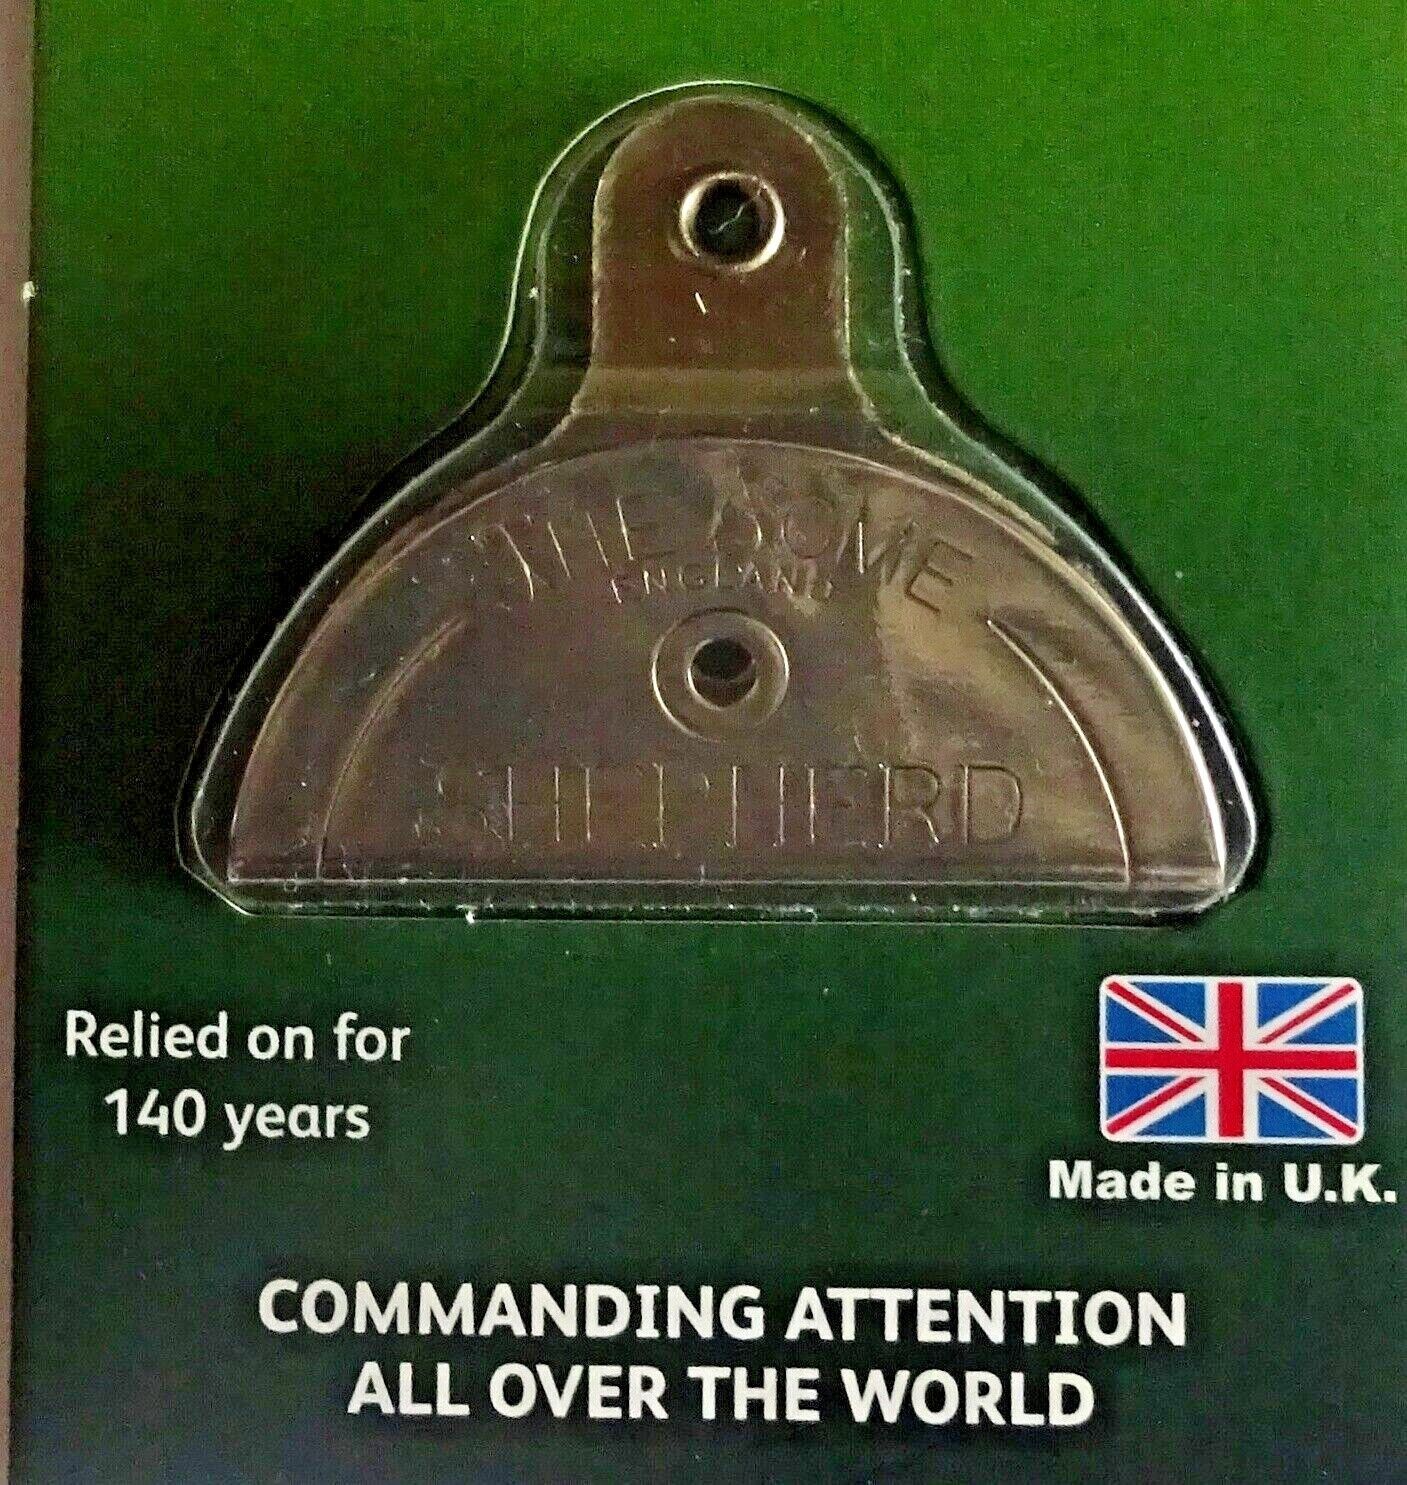 THE ACME
ENGLAND
SHEPHERD
Relied on for
140 years
Made in U.K.
COMMANDING ATTENTION
ALL OVER THE WORLD